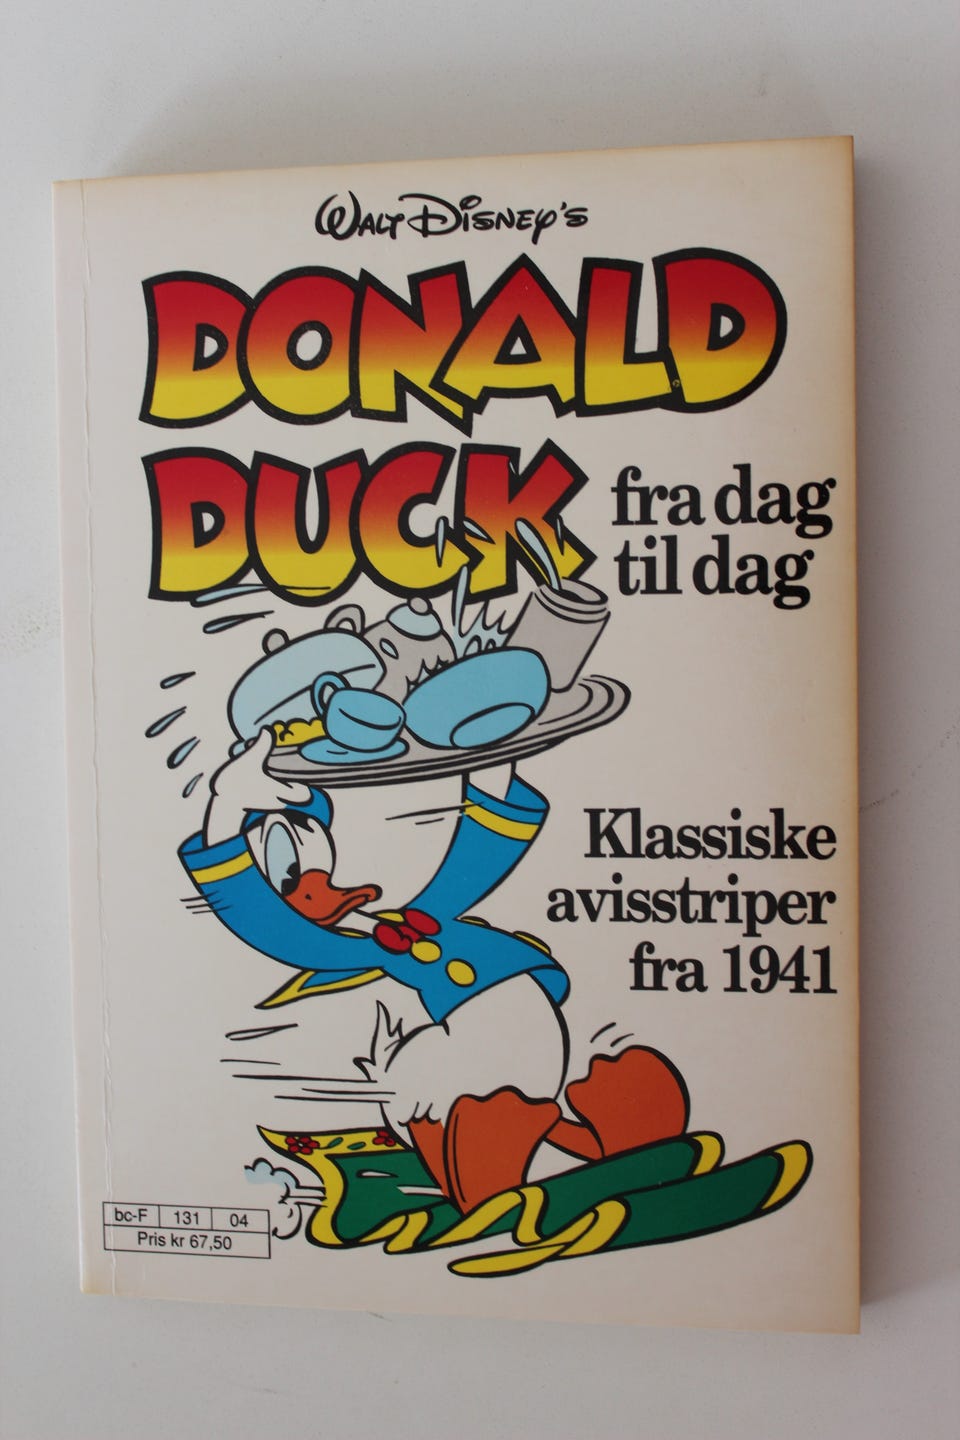 WALT DISNEY'S
DONALD
DUCK
fra dag
til dag
Klassiske
avisstriper
fra 1941
bc-F 131 04
Pris kr 67,50